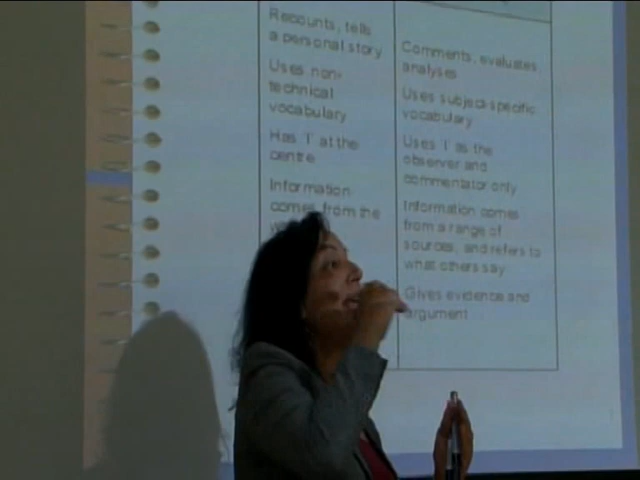 Recounts, tells
a personal story
Uses non-
technical
vocabulary
Has 'I' at the
centre
Information
comes from the
Comments, evaluates,
analyses
Uses subject-specific
vocabulary
Uses 'I' as the
observer and
commentator only
Information comes
from a range of
sources, and refers to
what others say
Gives evidence and
argument